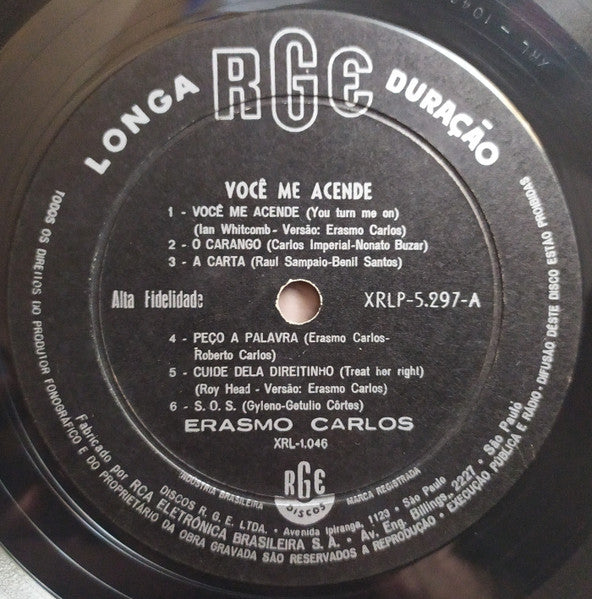 LONGA RGE DURAÇÃO
VOCÊ ME ACENDE
1 - VOCÊ ME ACENDE (You turn me on)
(Ian Whitcomb - Versão: Erasmo Carlos)
2 - O CARANGO (Carlos Imperial-Nonato Buzar)
3 - A CARTA (Raul Sampaio-Benil Santos)
Alta Fidelidade
XRLP-5.297-A
4 - PEÇO A PALAVRA (Erasmo Carlos-
Roberto Carlos)
5 - CUIDE DELA DIREITINHO (Treat her right)
(Roy Head - Versão: Erasmo Carlos)
6 - S. O. S. (Gyleno-Getulio Côrtes)
ERASMO CARLOS
XRL-1.046
INDÚSTRIA BRASILEIRA
RGE
DISCOS
MARCA REGISTRADA
DISCOS R. G. E. LTDA. • Avenida Ipiranga, 1123 • São Paulo
Fabricado por RCA ELETRÔNICA BRASILEIRA S. A. • Av. Eng. Billings, 2227 • São Paulo
TODOS OS DIREITOS DO PRODUTOR FONOGRÁFICO E DO PROPRIETÁRIO DA OBRA GRAVADA SÃO RESERVADOS A REPRODUÇÃO • EXECUÇÃO PÚBLICA E RÁDIO-DIFUSÃO DÊSTE DISCO ESTÃO PROIBIDAS